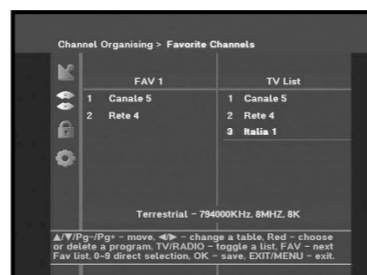 Channel Organising > Favorite Channels
FAV 1
TV List
1 Canale 5
2 Rete 4
1 Canale 5
2 Rete 4
3 Italia 1
Terrestrial - 794000KHz, 8MHZ, 8K
▲/▼/Pg-/Pg+ - move, ◀/▶ - change a table, Red - choose
or delete a program, TV/RADIO - toggle a list, FAV - next
Fav list, 0~9 direct selection, OK - save, EXIT/MENU - exit.